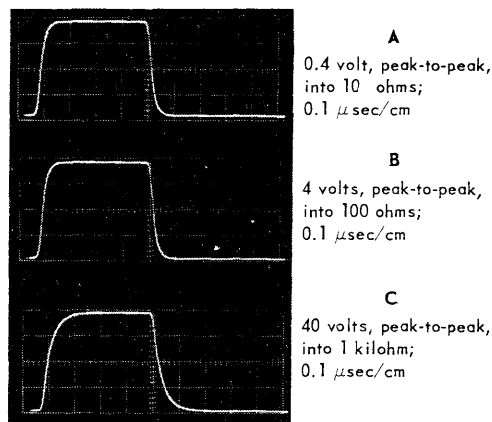 A
0.4 volt, peak-to-peak,
into 10 ohms;
0.1 μsec/cm
B
4 volts, peak-to-peak,
into 100 ohms;
0.1 μsec/cm
C
40 volts, peak-to-peak,
into 1 kilohm;
0.1 μsec/cm